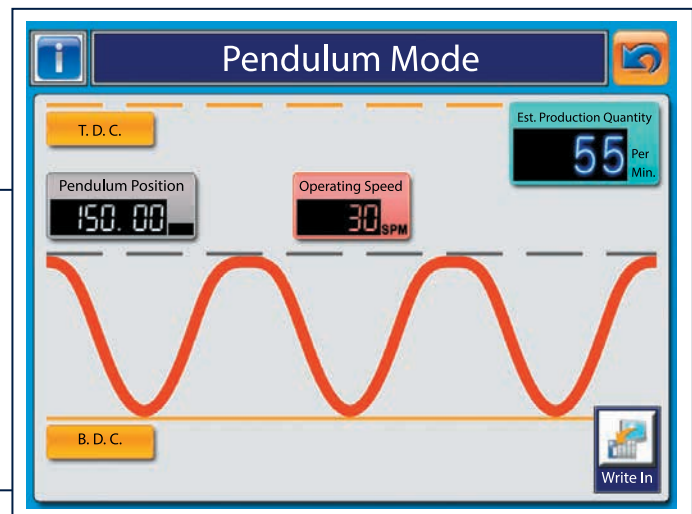 i
Pendulum Mode
T. D. C.
Est. Production Quantity
55 Per
Min.
Pendulum Position
150.00
Operating Speed
30 SPM
B. D. C.
Write In